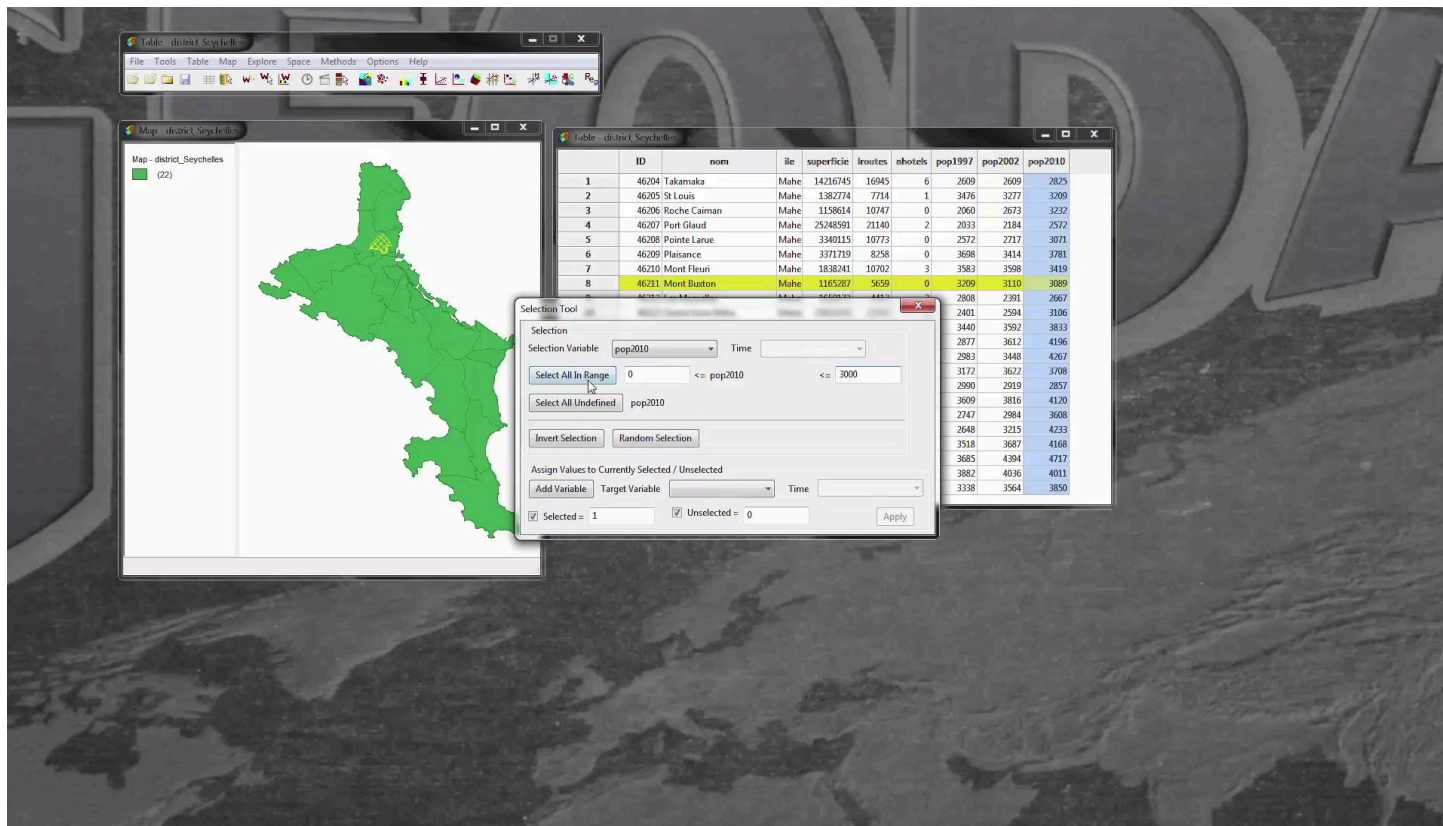 Table - district_Seychelles
File Tools Table Map Explore Space Methods Options Help
Map - district_Seychelles
Map - district_Seychelles
(22)
Table - district_Seychelles
ID nom ile superficie lroutes nhotels pop1997 pop2002 pop2010
1 46204 Takamaka Mahe 14216745 16945 6 2609 2609 2825
2 46205 St Louis Mahe 1382774 7714 1 3476 3277 3209
3 46206 Roche Caiman Mahe 1158614 10747 0 2060 2673 3232
4 46207 Port Glaud Mahe 25248591 21140 2 2033 2184 2572
5 46208 Pointe Larue Mahe 3340115 10773 0 2572 2717 3071
6 46209 Plaisance Mahe 3371719 8258 0 3698 3414 3781
7 46210 Mont Fleuri Mahe 1838241 10702 3 3583 3598 3419
8 46211 Mont Buxton Mahe 1165287 5659 0 3209 3110 3089
2808 2391 2667
2401 2594 3106
3440 3592 3833
2877 3612 4196
2983 3448 4267
3172 3622 3708
2990 2919 2857
3609 3816 4120
2747 2984 3608
2648 3215 4233
3518 3687 4168
3685 4394 4717
3882 4036 4011
3338 3564 3850
Selection Tool
Selection
Selection Variable pop2010 Time
Select All In Range 0 <= pop2010 <= 3000
Select All Undefined pop2010
Invert Selection Random Selection
Assign Values to Currently Selected / Unselected
Add Variable Target Variable Time
Selected = 1 Unselected = 0 Apply